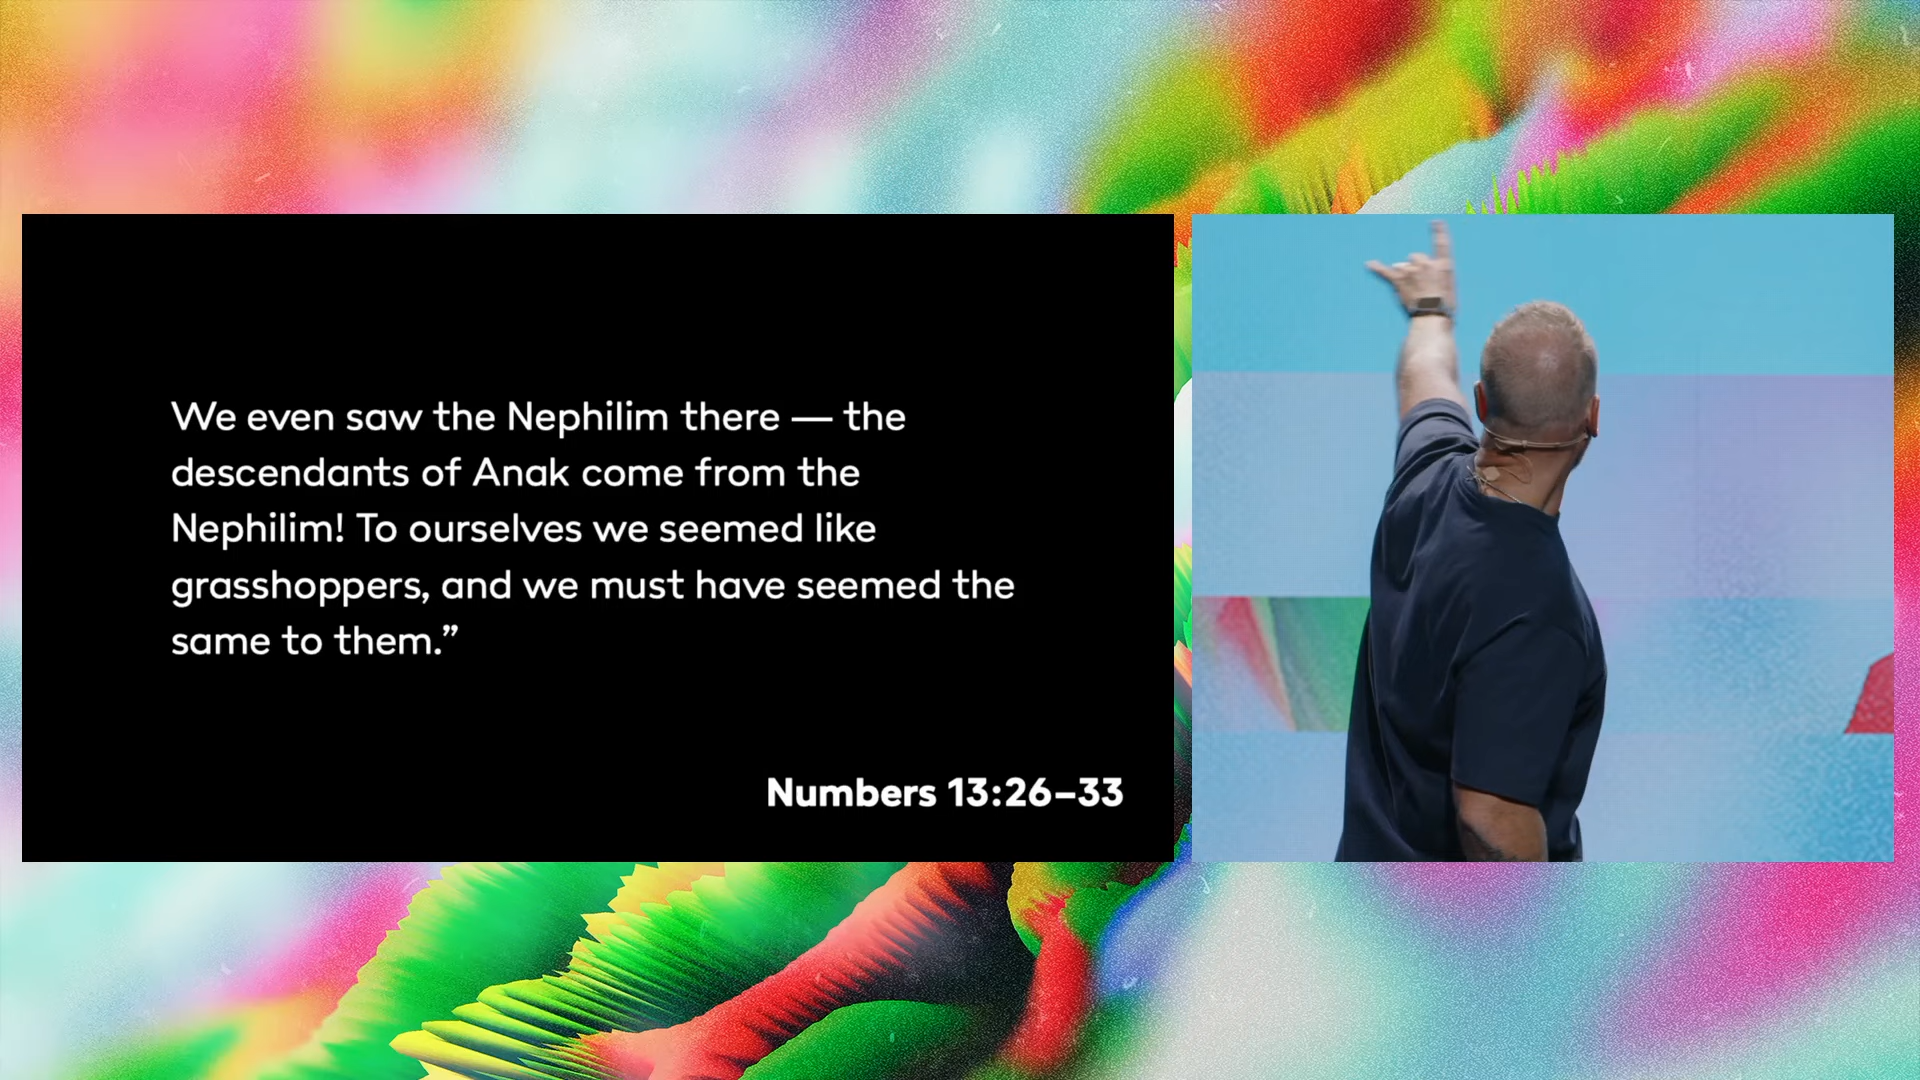 We even saw the Nephilim there — the
descendants of Anak come from the
Nephilim! To ourselves we seemed like
grasshoppers, and we must have seemed the
same to them.”
Numbers 13:26–33